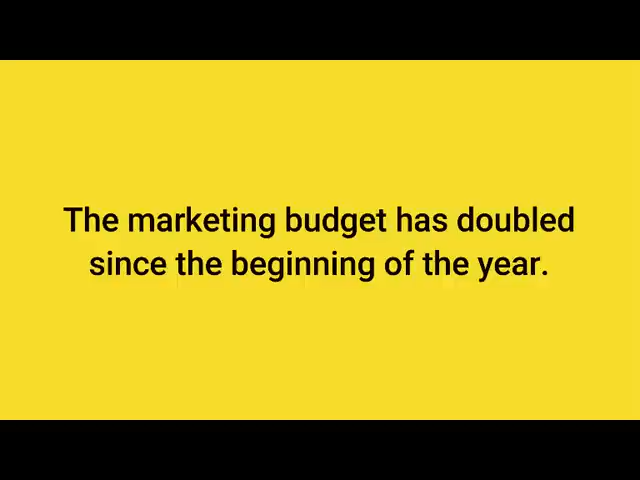 The marketing budget has doubled
since the beginning of the year.